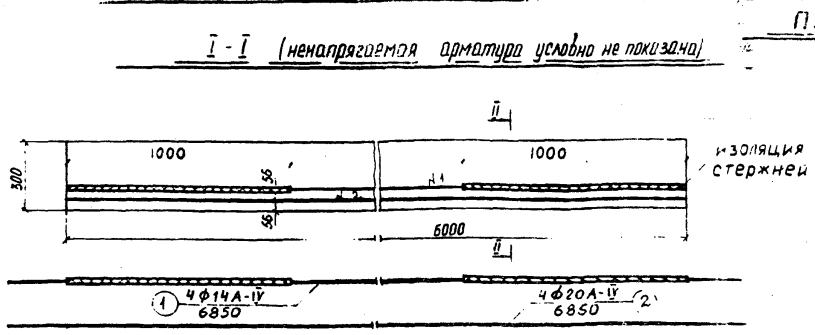 П.
I - I (ненапрягаемая арматура условно не показана)
II
1000
1000
изоляция
стержней
300
56
1
2
56
6000
II
1 4Ф14А-IV
6850
4Ф20А-IV 2
6850